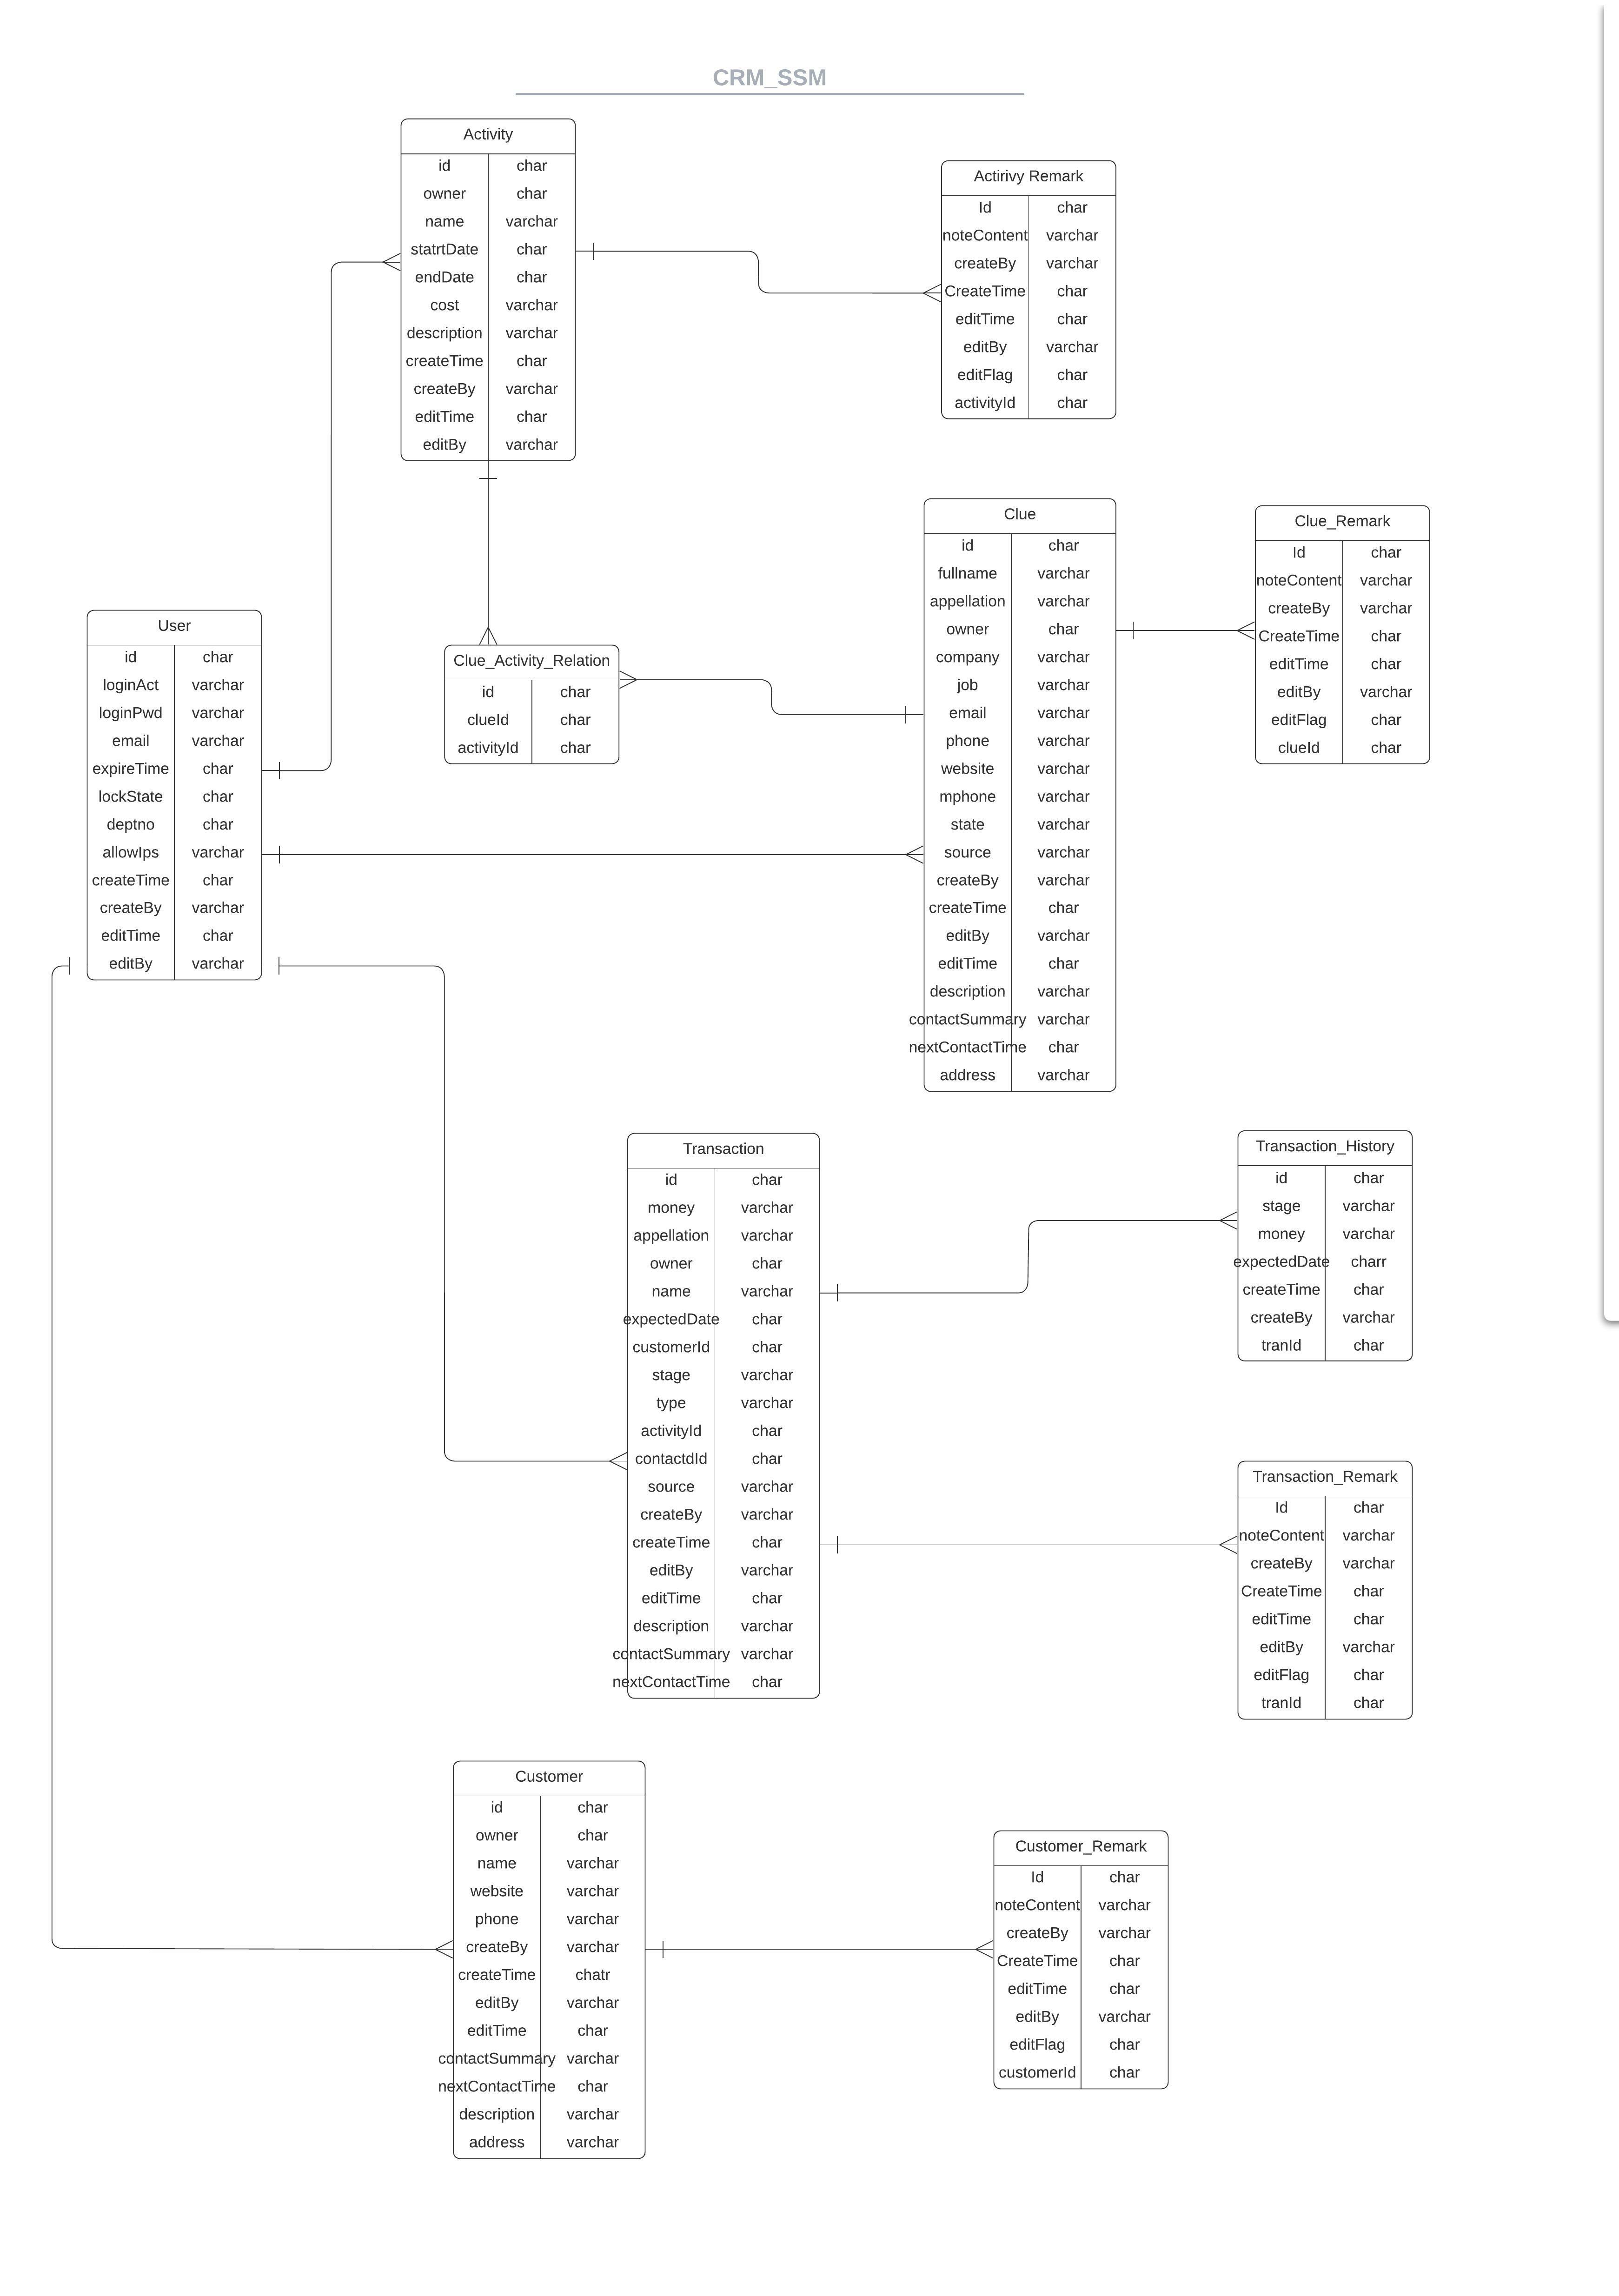 CRM_SSM
Activity
id char
owner char
name varchar
statrtDate char
endDate char
cost varchar
description varchar
createTime char
createBy varchar
editTime char
editBy varchar
Actirivy Remark
Id char
noteContent varchar
createBy varchar
CreateTime char
editTime char
editBy varchar
editFlag char
activityId char
Clue
id char
fullname varchar
appellation varchar
owner char
company varchar
job varchar
email varchar
phone varchar
website varchar
mphone varchar
state varchar
source varchar
createBy varchar
createTime char
editBy varchar
editTime char
description varchar
contactSummary varchar
nextContactTime char
address varchar
Clue_Remark
Id char
noteContent varchar
createBy varchar
CreateTime char
editTime char
editBy varchar
editFlag char
clueId char
User
id char
loginAct varchar
loginPwd varchar
email varchar
expireTime char
lockState char
deptno char
allowIps varchar
createTime char
createBy varchar
editTime char
editBy varchar
Clue_Activity_Relation
id char
clueId char
activityId char
Transaction
id char
money varchar
appellation varchar
owner char
name varchar
expectedDate char
customerId char
stage varchar
type varchar
activityId char
contactdId char
source varchar
createBy varchar
createTime char
editBy varchar
editTime char
description varchar
contactSummary varchar
nextContactTime char
Transaction_History
id char
stage varchar
money varchar
expectedDate charr
createTime char
createBy varchar
tranId char
Transaction_Remark
Id char
noteContent varchar
createBy varchar
CreateTime char
editTime char
editBy varchar
editFlag char
tranId char
Customer
id char
owner char
name varchar
website varchar
phone varchar
createBy varchar
createTime chatr
editBy varchar
editTime char
contactSummary varchar
nextContactTime char
description varchar
address varchar
Customer_Remark
Id char
noteContent varchar
createBy varchar
CreateTime char
editTime char
editBy varchar
editFlag char
customerId char